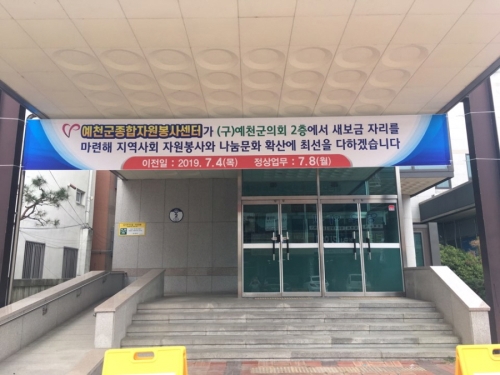 예천군종합자원봉사센터가 (구)예천군의회 2층에서 새보금 자리를
마련해 지역사회 자원봉사와 나눔문화 확산에 최선을 다하겠습니다
이전일 : 2019, 7.4(목) 정상업무 : 7.8(월)